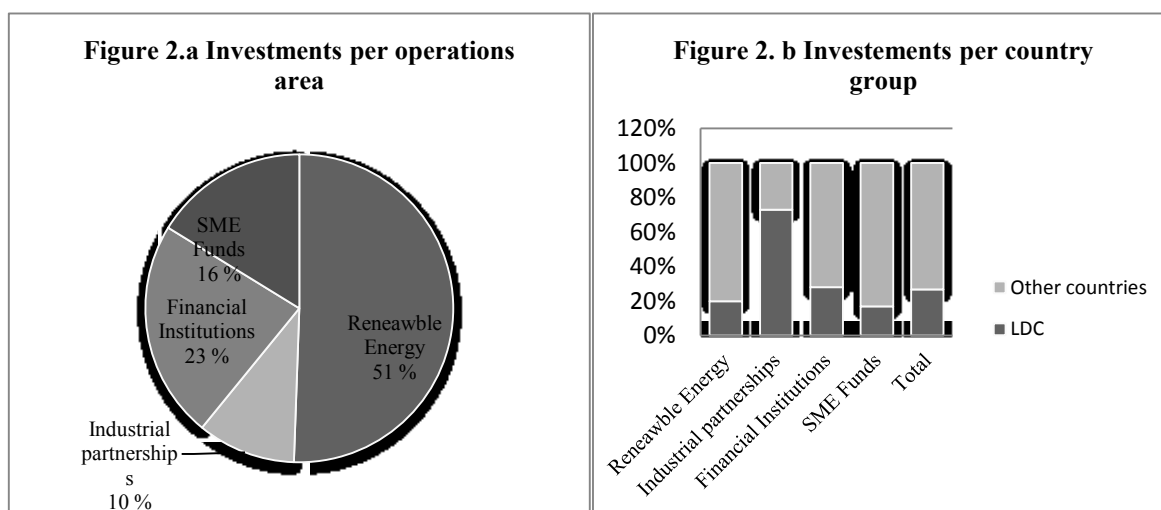 Figure 2.a Investments per operations
area
SME
Funds
16 %
Financial
Institutions
23 %
Reneawble
Energy
51 %
Industrial
partnership
s
10 %
Figure 2. b Investements per country
group
120%
100%
80%
60%
40%
20%
0%
Reneawble Energy
Industrial partnerships
Financial Institutions
SME Funds
Total
Other countries
LDC